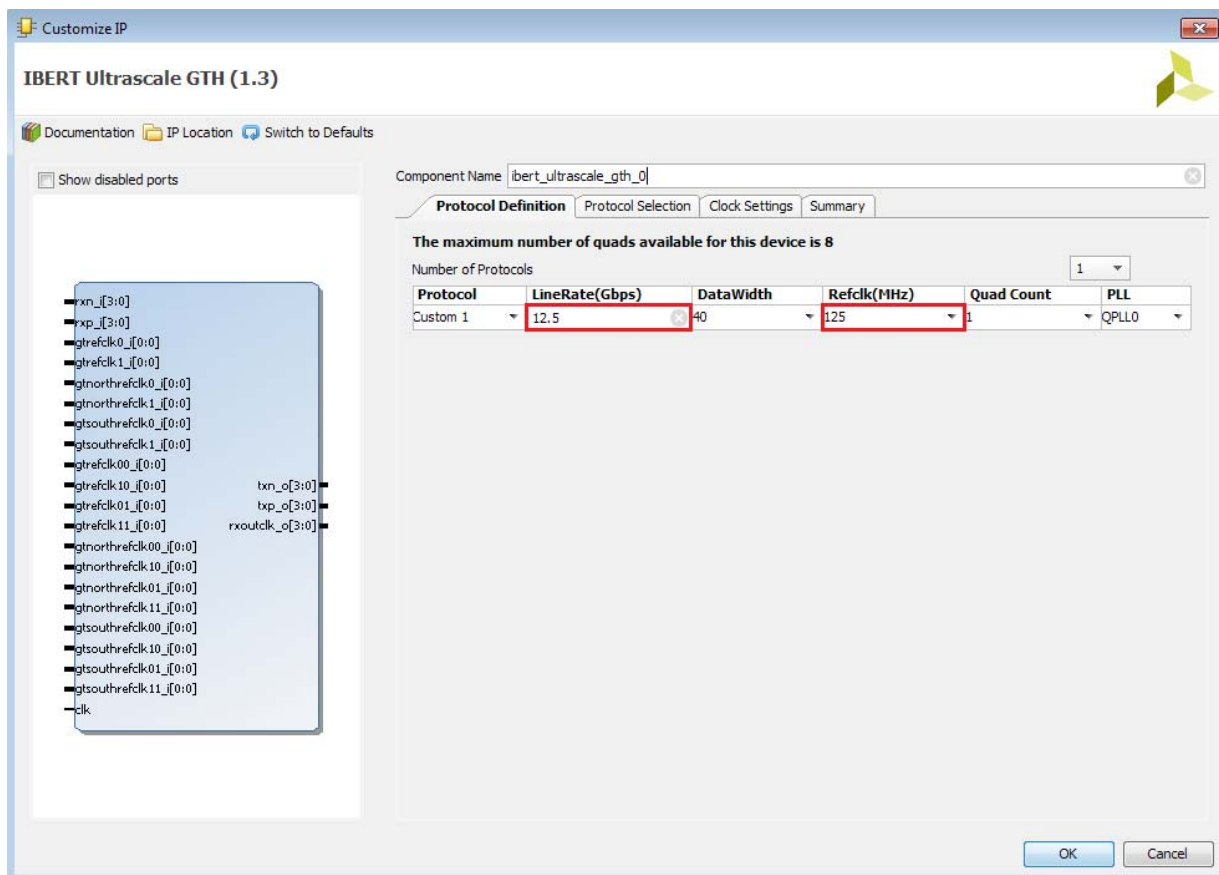 Customize IP
IBERT Ultrascale GTH (1.3)
Documentation IP Location Switch to Defaults
Show disabled ports
rxn_i[3:0]
rxp_i[3:0]
gtrefclk0_i[0:0]
gtrefclk1_i[0:0]
gtnorthrefclk0_i[0:0]
gtnorthrefclk1_i[0:0]
gtsouthrefclk0_i[0:0]
gtsouthrefclk1_i[0:0]
gtrefclk00_i[0:0]
gtrefclk10_i[0:0] txn_o[3:0]
gtrefclk01_i[0:0] txp_o[3:0]
gtrefclk11_i[0:0] rxoutclk_o[3:0]
gtnorthrefclk00_i[0:0]
gtnorthrefclk10_i[0:0]
gtnorthrefclk01_i[0:0]
gtnorthrefclk11_i[0:0]
gtsouthrefclk00_i[0:0]
gtsouthrefclk10_i[0:0]
gtsouthrefclk01_i[0:0]
gtsouthrefclk11_i[0:0]
clk
Component Name ibert_ultrascale_gth_0
Protocol Definition Protocol Selection Clock Settings Summary
The maximum number of quads available for this device is 8
Number of Protocols 1
Protocol LineRate(Gbps) DataWidth Refclk(MHz) Quad Count PLL
Custom 1 12.5 40 125 1 QPLL0
OK Cancel